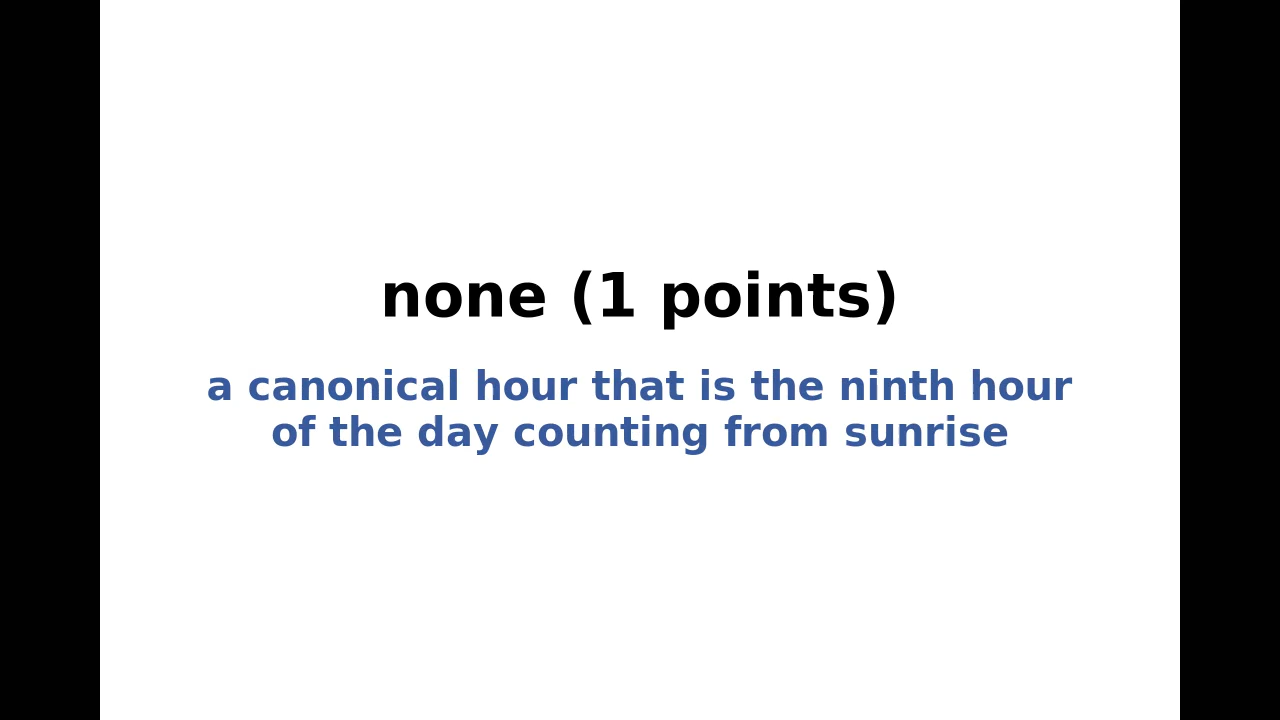 none (1 points)
a canonical hour that is the ninth hour
of the day counting from sunrise